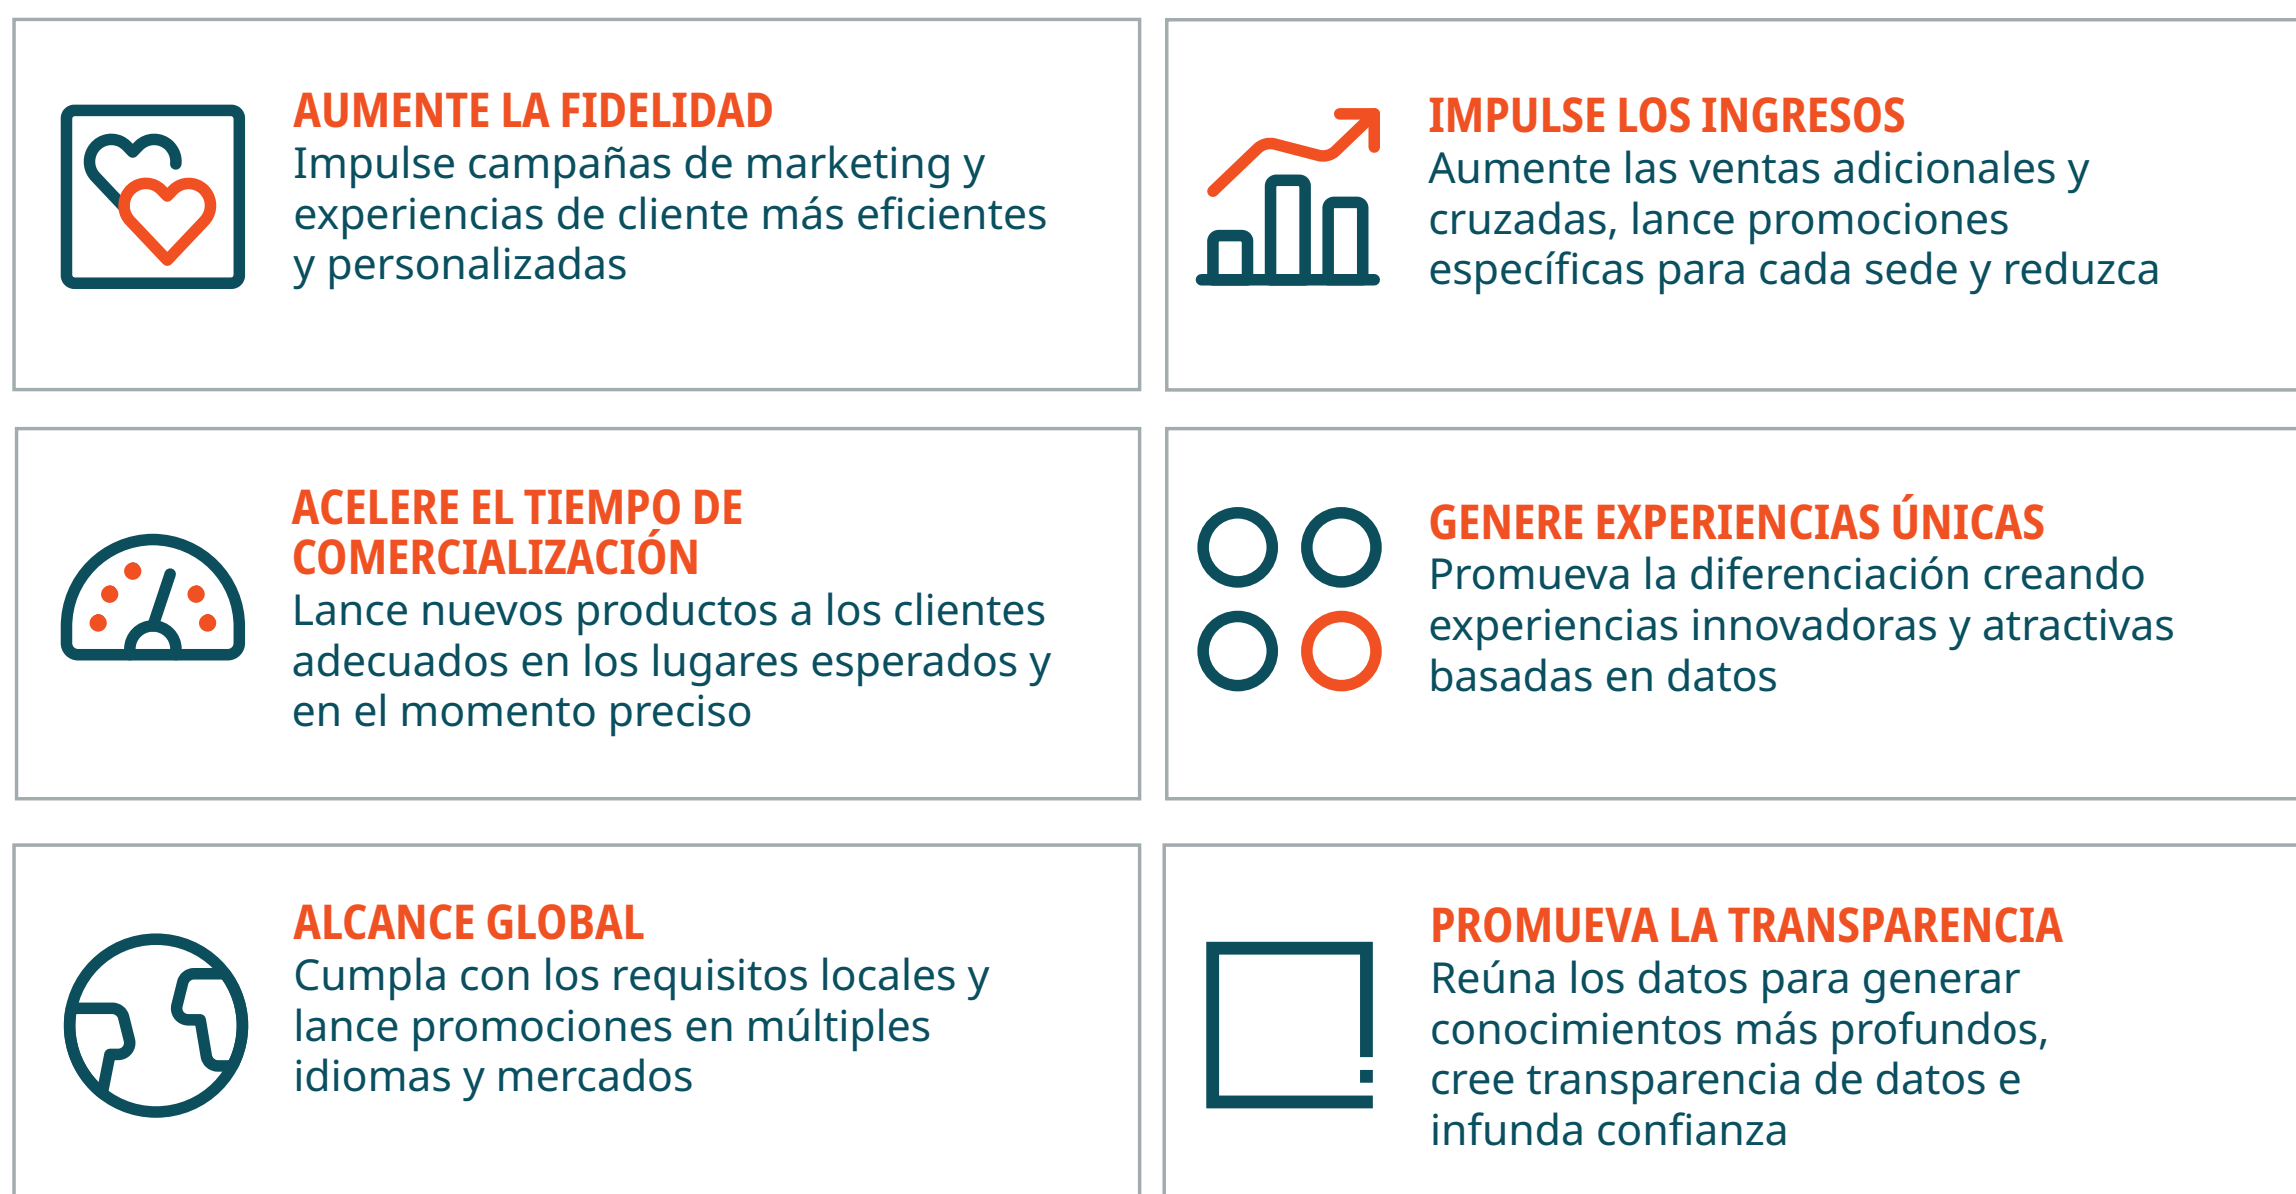 AUMENTE LA FIDELIDAD
Impulse campañas de marketing y
experiencias de cliente más eficientes
y personalizadas
IMPULSE LOS INGRESOS
Aumente las ventas adicionales y
cruzadas, lance promociones
específicas para cada sede y reduzca
ACELERE EL TIEMPO DE
COMERCIALIZACIÓN
Lance nuevos productos a los clientes
adecuados en los lugares esperados y
en el momento preciso
GENERE EXPERIENCIAS ÚNICAS
Promueva la diferenciación creando
experiencias innovadoras y atractivas
basadas en datos
ALCANCE GLOBAL
Cumpla con los requisitos locales y
lance promociones en múltiples
idiomas y mercados
PROMUEVA LA TRANSPARENCIA
Reúna los datos para generar
conocimientos más profundos,
cree transparencia de datos e
infunda confianza